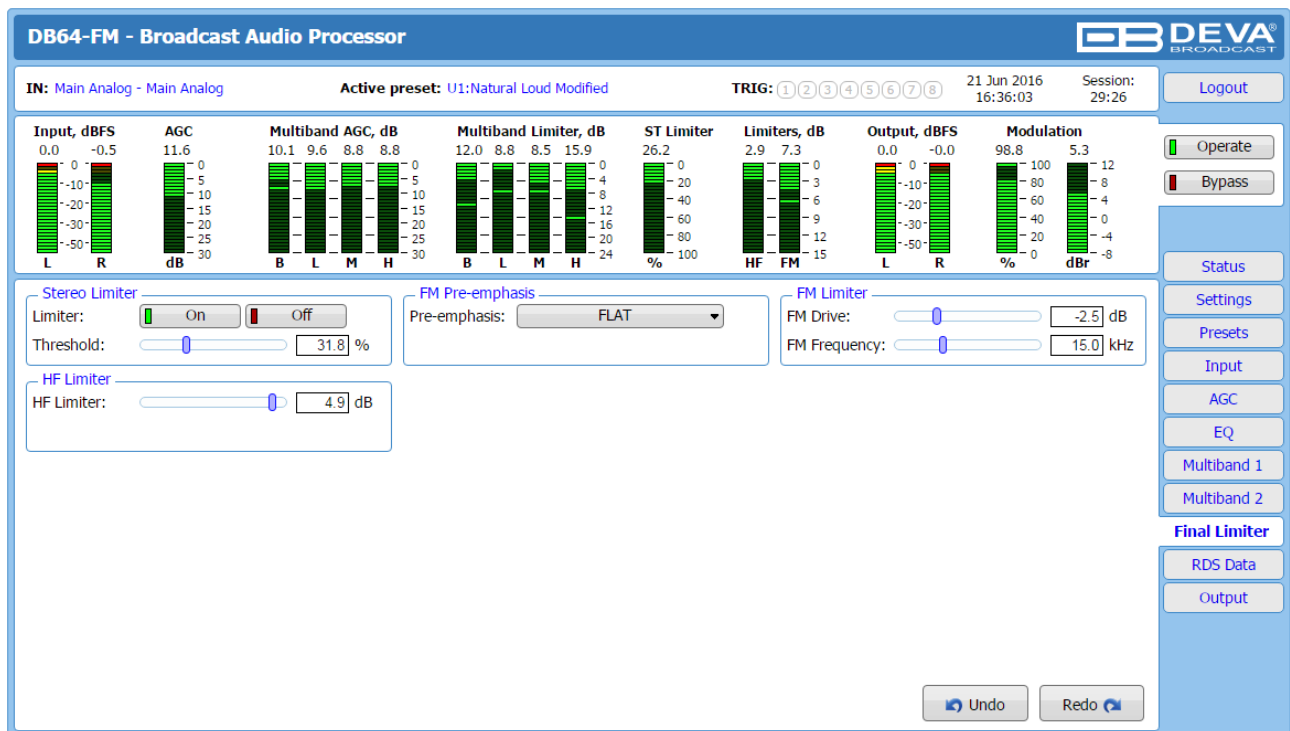 DB64-FM - Broadcast Audio Processor
DEVA®
BROADCAST
IN: Main Analog - Main Analog
Active preset: U1:Natural Loud Modified
TRIG: 1 2 3 4 5 6 7 8
21 Jun 2016
16:36:03
Session:
29:26
Logout
Input, dBFS
0.0 -0.5
0
-10
-20
-30
-50
L R
AGC
11.6
0
5
10
15
20
25
30
dB
Multiband AGC, dB
10.1 9.6 8.8 8.8
0
5
10
15
20
25
30
B L M H
Multiband Limiter, dB
12.0 8.8 8.5 15.9
0
4
8
12
16
20
24
B L M H
ST Limiter
26.2
0
20
40
60
80
100
%
Limiters, dB
2.9 7.3
0
3
6
9
12
15
HF FM
Output, dBFS
0.0 -0.0
0
-10
-20
-30
-50
L R
Modulation
98.8 5.3
100 12
80 8
60 4
40 0
20 -4
0 -8
% dBr
Operate
Bypass
Stereo Limiter
Limiter: On Off
Threshold: 31.8 %
FM Pre-emphasis
Pre-emphasis: FLAT
FM Limiter
FM Drive: -2.5 dB
FM Frequency: 15.0 kHz
HF Limiter
HF Limiter: 4.9 dB
Status
Settings
Presets
Input
AGC
EQ
Multiband 1
Multiband 2
Final Limiter
RDS Data
Output
Undo
Redo